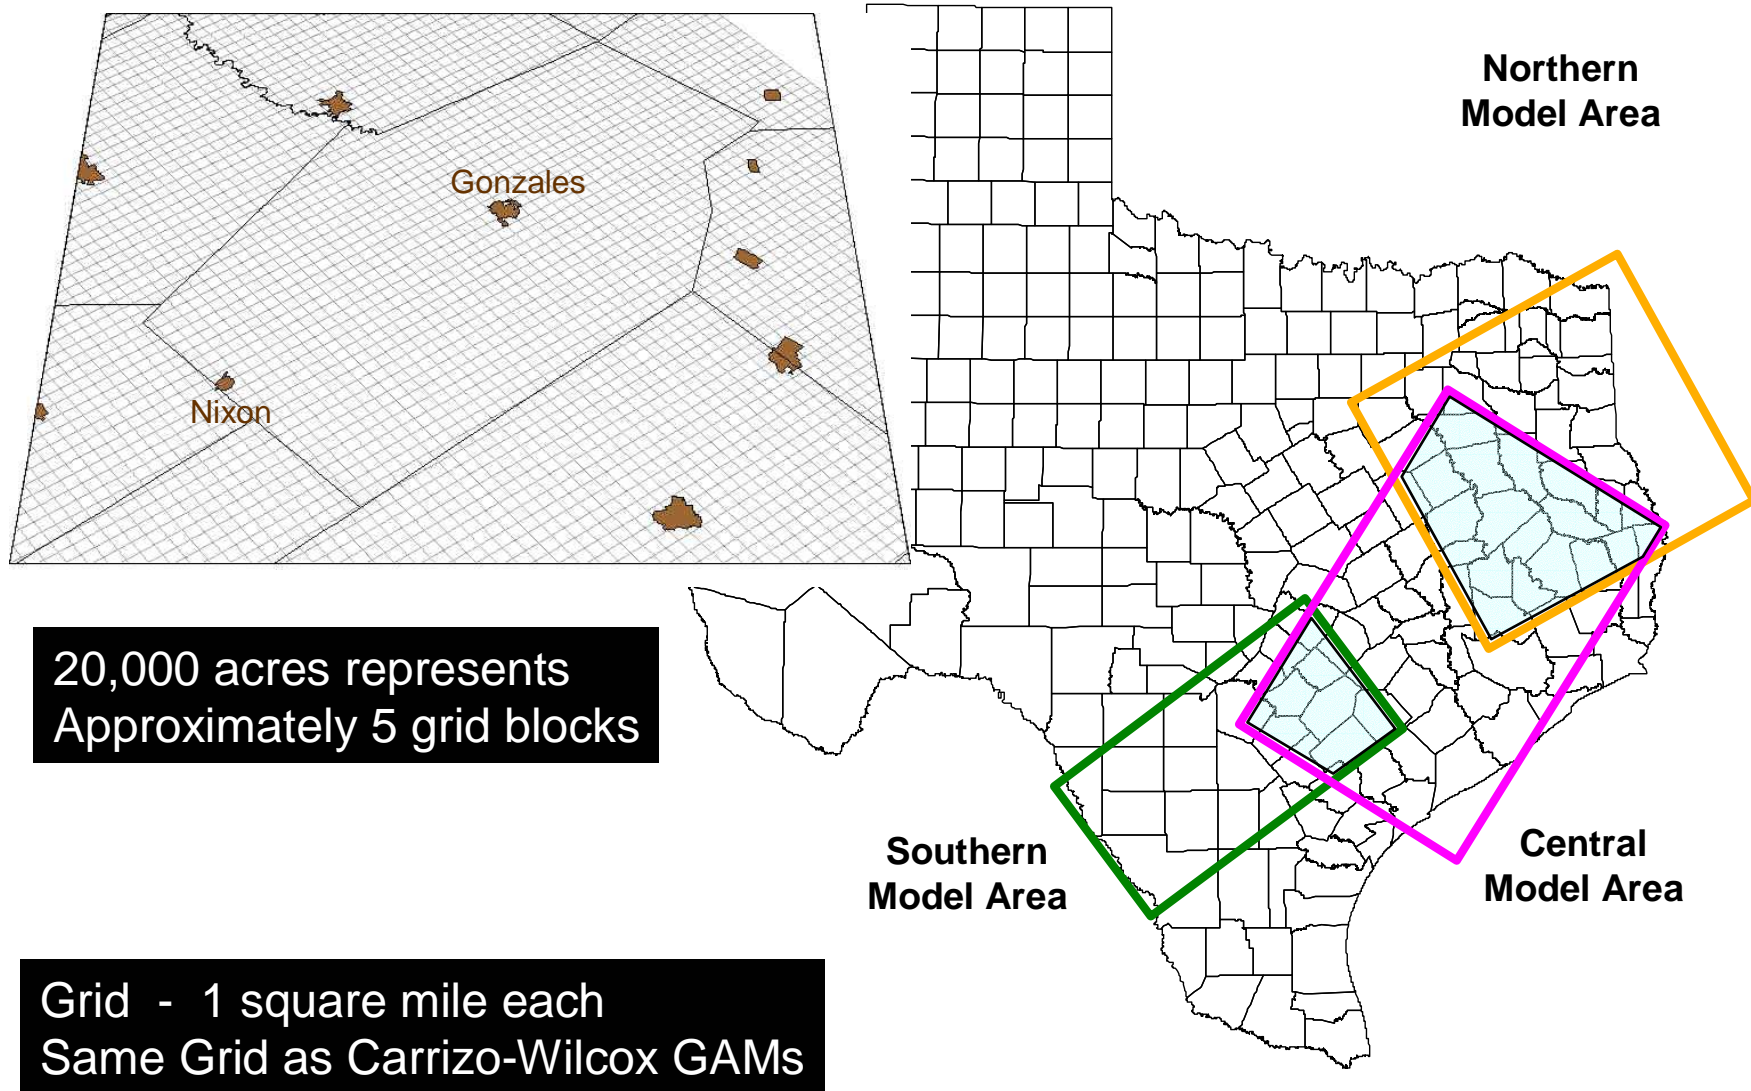 Gonzales
Nixon
Northern
Model Area
20,000 acres represents
Approximately 5 grid blocks
Southern
Model Area
Central
Model Area
Grid - 1 square mile each
Same Grid as Carrizo-Wilcox GAMs